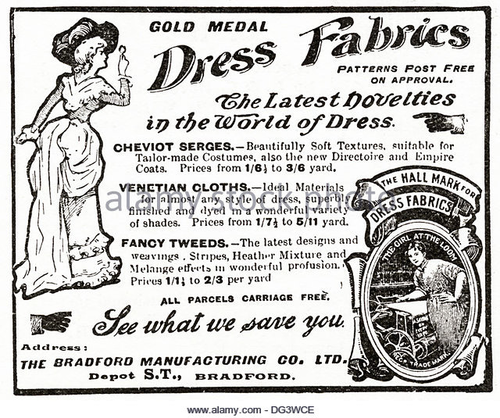 GOLD MEDAL
Dress Fabrics
PATTERNS POST FREE
ON APPROVAL.
The Latest Novelties
in the World of Dress.
CHEVIOT SERGES.—Beautifully Soft Textures, suitable for
Tailor-made Costumes, also the new Directoire and Empire
Coats. Prices from 1/6½ to 3/6 yard.
VENETIAN CLOTHS.—Ideal Materials
for almost any style of dress, superbly
finished and dyed in a wonderful variety
of shades. Prices from 1/7½ to 5/11 yard.
FANCY TWEEDS.—The latest designs and
weavings. Stripes, Heather Mixture and
Melange effects in wonderful profusion.
Prices to 2/3 per yard
ALL PARCELS CARRIAGE FREE.
See what we save you.
THE HALL MARK FOR
DRESS FABRICS
THE GIRL AT THE LOOM
TRADE MARK
Address:
THE BRADFORD MANUFACTURING CO. LTD.
Depot S.T., BRADFORD.
alamy stock photo
www.alamy.com - DG3WCE